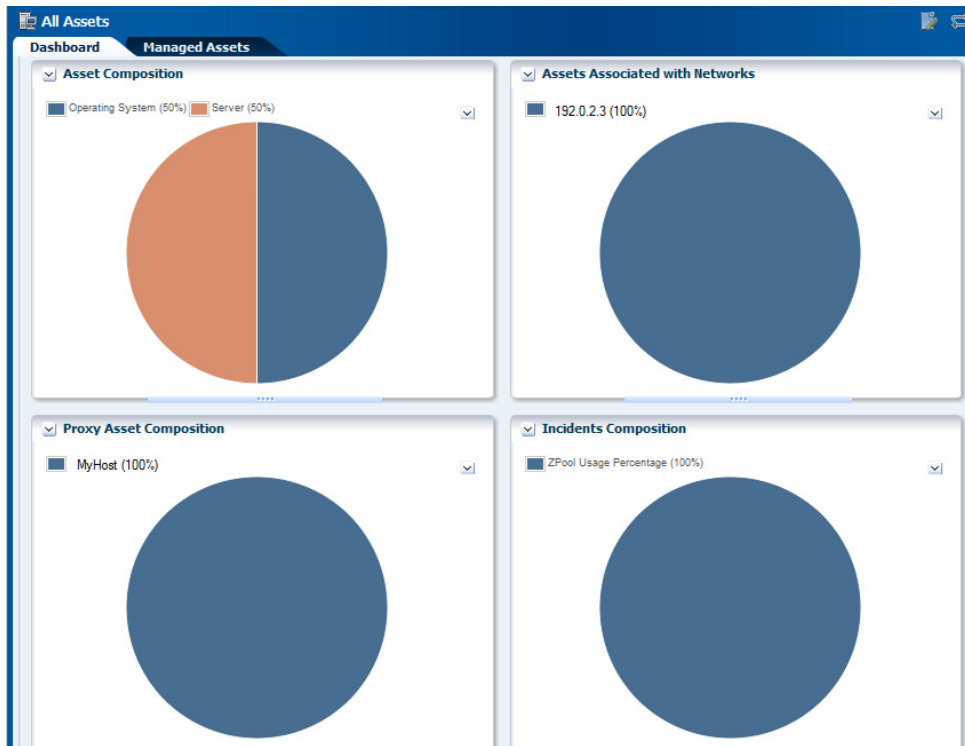 All Assets
Dashboard Managed Assets
Asset Composition
Operating System (50%) Server (50%)
Assets Associated with Networks
192.0.2.3 (100%)
Proxy Asset Composition
MyHost (100%)
Incidents Composition
ZPool Usage Percentage (100%)